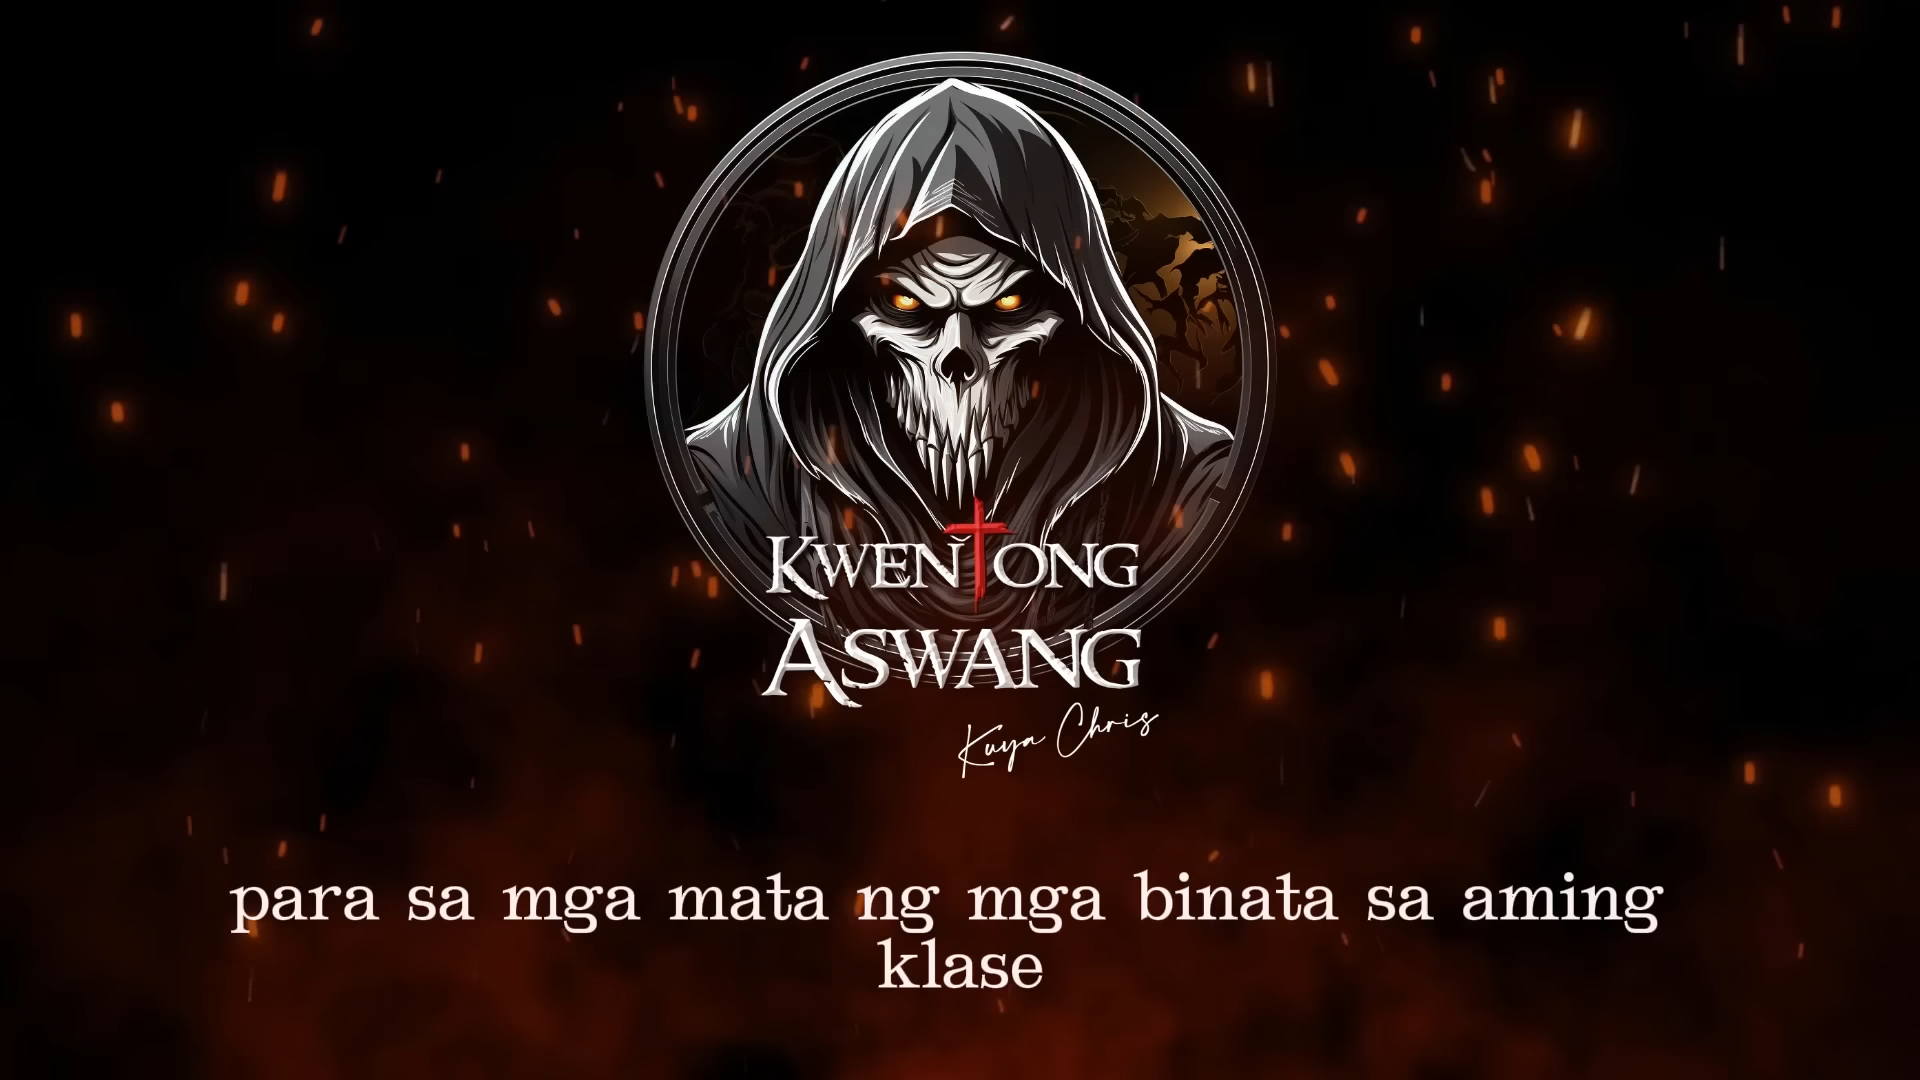 KWENTONG
ASWANG
Kuya Chris
para sa mga mata ng mga binata sa aming
klase